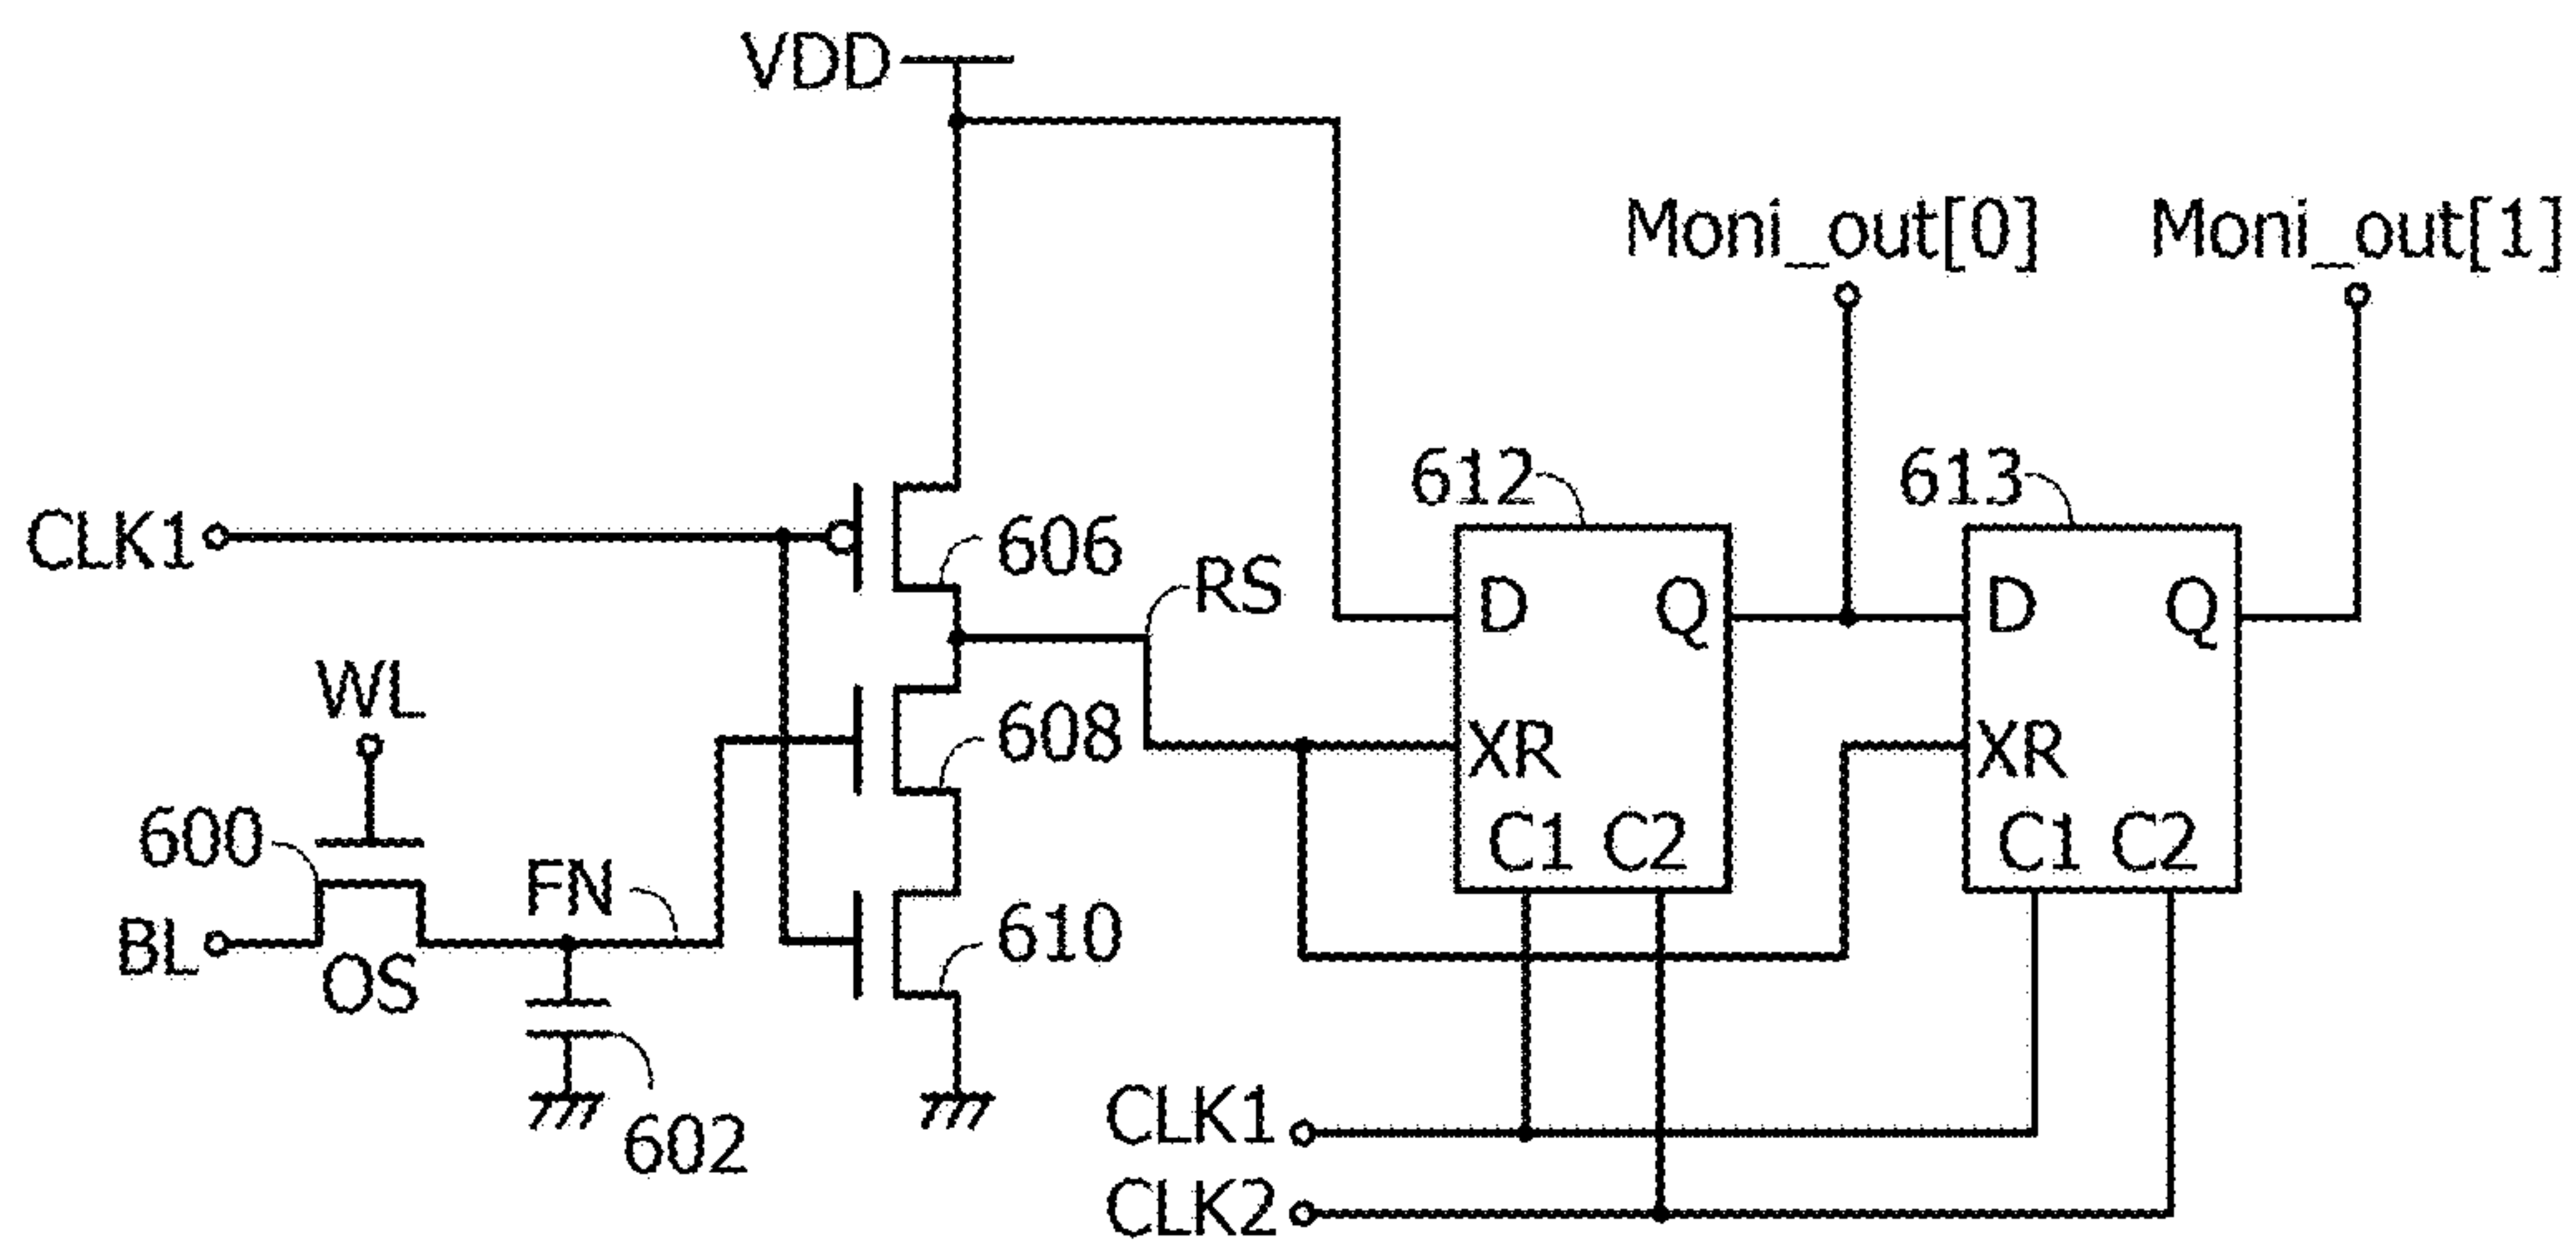 VDD
Moni_out[0]
Moni_out[1]
612
613
CLK1
606
RS
D
Q
D
Q
WL
608
XR
XR
600
C1
C2
C1
C2
FN
BL
OS
610
602
CLK1
CLK2